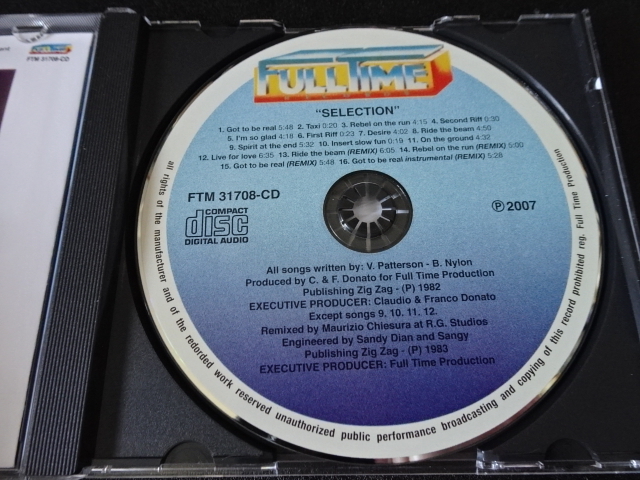 FTM 31708-CD
FULL TIME
"SELECTION"
1. Got to be real 5:48 2. Taxi 0:20 3. Rebel on the run 4:15 4. Second Riff 0:30
5. I'm so glad 4:18 6. First Riff 0:23 7. Desire 4:02 8. Ride the beam 4:50
9. Spirit at the end 5:32 10. Insert slow fun 0:19 11. On the ground 4:32
12. Live for love 6:35 13. Ride the beam (REMIX) 6:05 14. Rebel on the run (REMIX) 5:00
15. Got to be real (REMIX) 5:48 16. Got to be real instrumental (REMIX) 5:28
FTM 31708-CD
COMPACT
disc
DIGITAL AUDIO
℗ 2007
All songs written by: V. Patterson - B. Nylon
Produced by C. & F. Donato for Full Time Production
Publishing Zig Zag - (P) 1982
EXECUTIVE PRODUCER: Claudio & Franco Donato
Except songs 9. 10. 11. 12.
Remixed by Maurizio Chiesura at R.G. Studios
Engineered by Sandy Dian and Sangy
Publishing Zig Zag - (P) 1983
EXECUTIVE PRODUCER: Full Time Production
all rights of the manufacturer and of the redorded work reserved unauthorized public performance broadcasting and copying of this record prohibited reg. Full Time Production